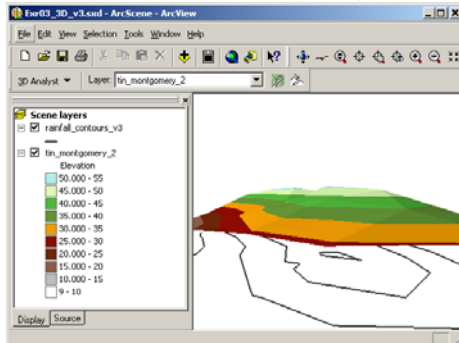 Exr03_3D_v3.sxd - ArcScene - ArcView
File Edit View Selection Tools Window Help
3D Analyst Layer: tin_montgomery_2
Scene layers
rainfall_contours_v3
tin_montgomery_2
Elevation
50.000 - 55
45.000 - 50
40.000 - 45
35.000 - 40
30.000 - 35
25.000 - 30
20.000 - 25
15.000 - 20
10.000 - 15
9 - 10
Display Source